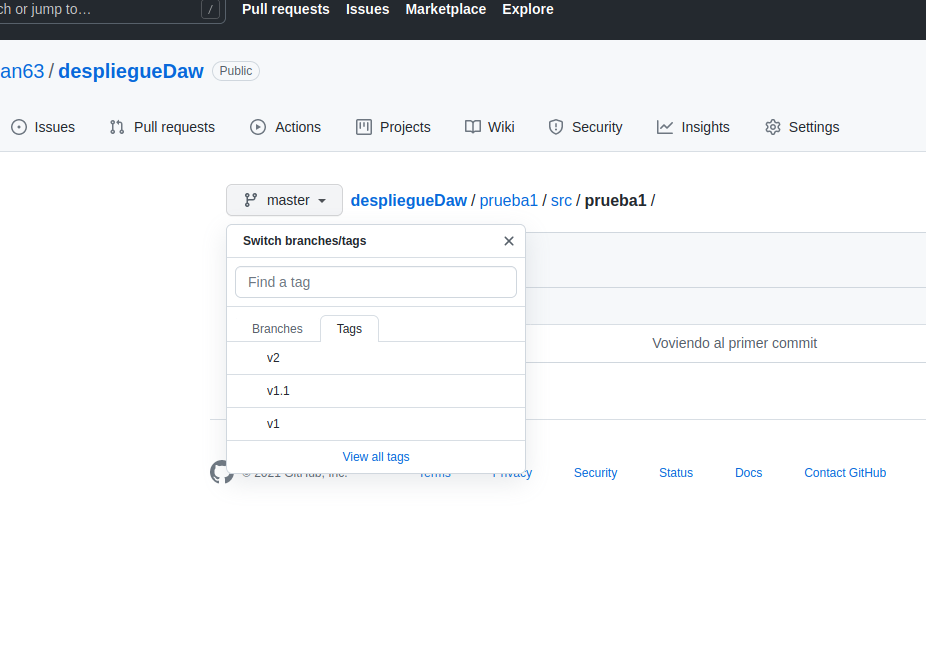 ch or jump to… / Pull requests Issues Marketplace Explore
an63 / despliegueDaw Public
Issues Pull requests Actions Projects Wiki Security Insights Settings
master despliegueDaw / prueba1 / src / prueba1 /
Switch branches/tags
Find a tag
Branches Tags
Voviendo al primer commit
v2
v1.1
v1
View all tags
© 2021 GitHub, Inc. Terms Privacy Security Status Docs Contact GitHub